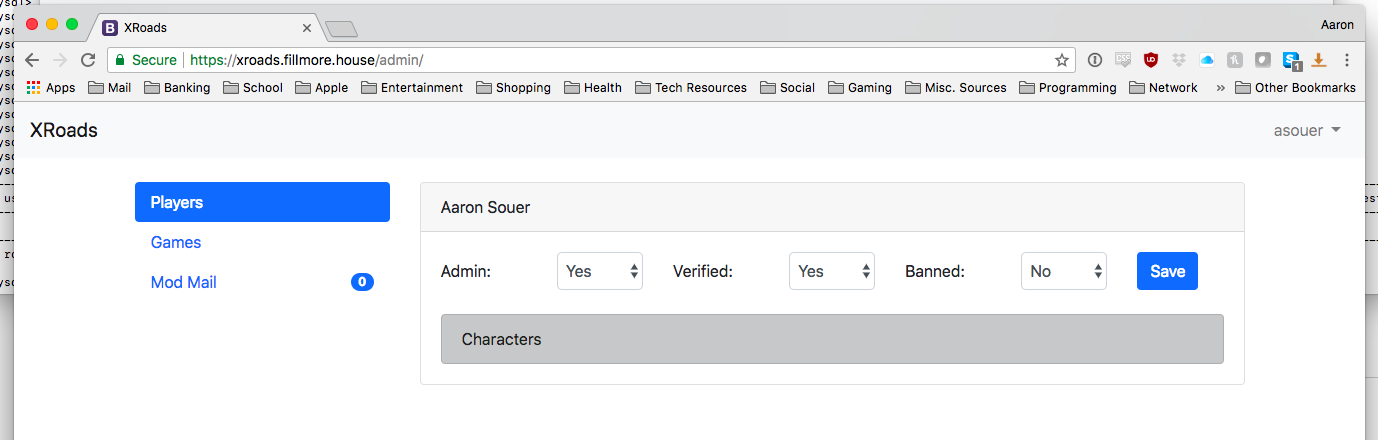 XRoads
Aaron
Secure https://xroads.fillmore.house/admin/
Apps Mail Banking School Apple Entertainment Shopping Health Tech Resources Social Gaming Misc. Sources Programming Network » Other Bookmarks
XRoads asouer
Players
Games
Mod Mail 0
Aaron Souer
Admin: Yes Verified: Yes Banned: No Save
Characters